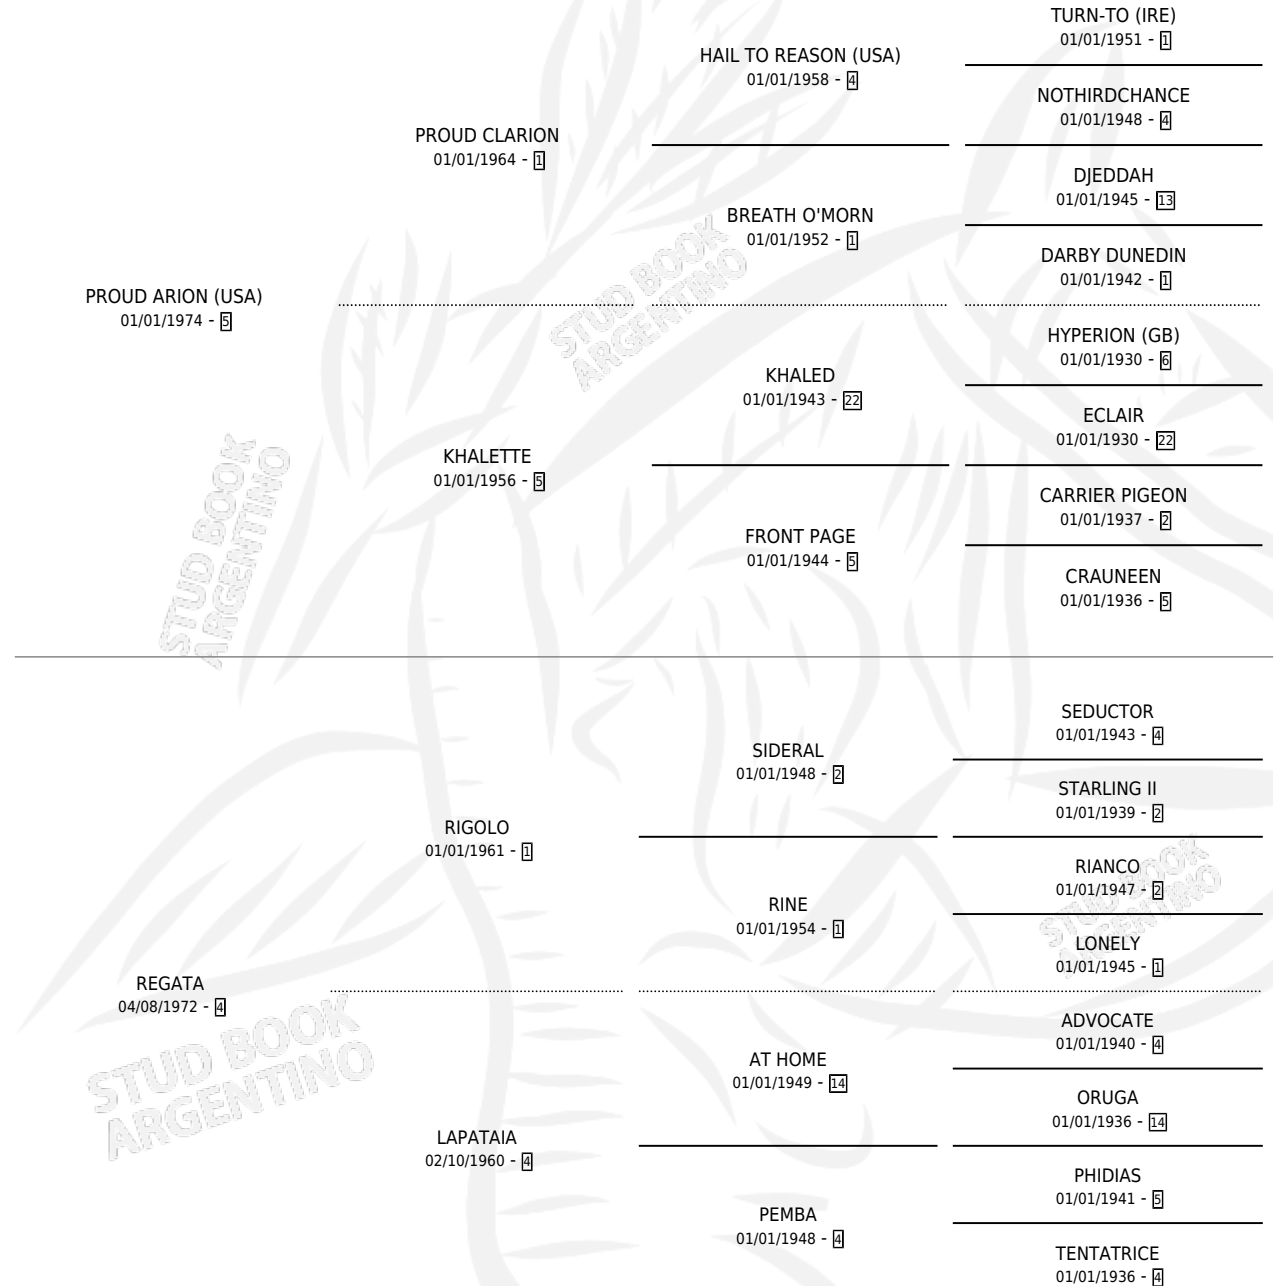 TURN-TO (IRE)
01/01/1951 - 1
HAIL TO REASON (USA)
01/01/1958 - 4
NOTHIRDCHANCE
01/01/1948 - 4
PROUD CLARION
01/01/1964 - 1
DJEDDAH
01/01/1945 - 13
BREATH O'MORN
01/01/1952 - 1
DARBY DUNEDIN
01/01/1942 - 1
PROUD ARION (USA)
01/01/1974 - 5
STUD BOOK
ARGENTINO
HYPERION (GB)
01/01/1930 - 6
KHALED
01/01/1943 - 22
ECLAIR
01/01/1930 - 22
KHALETTE
01/01/1956 - 5
CARRIER PIGEON
01/01/1937 - 2
FRONT PAGE
01/01/1944 - 5
CRAUNEEN
01/01/1936 - 5
STUD BOOK
ARGENTINO
SEDUCTOR
01/01/1943 - 4
SIDERAL
01/01/1948 - 2
STARLING II
01/01/1939 - 2
RIGOLO
01/01/1961 - 1
RIANCO
01/01/1947 - 2
RINE
01/01/1954 - 1
LONELY
01/01/1945 - 1
STUD BOOK
ARGENTINO
REGATA
04/08/1972 - 4
ADVOCATE
01/01/1940 - 4
AT HOME
01/01/1949 - 14
ORUGA
01/01/1936 - 14
STUD BOOK
ARGENTINO
LAPATAIA
02/10/1960 - 4
PHIDIAS
01/01/1941 - 5
PEMBA
01/01/1948 - 4
TENTATRICE
01/01/1936 - 4